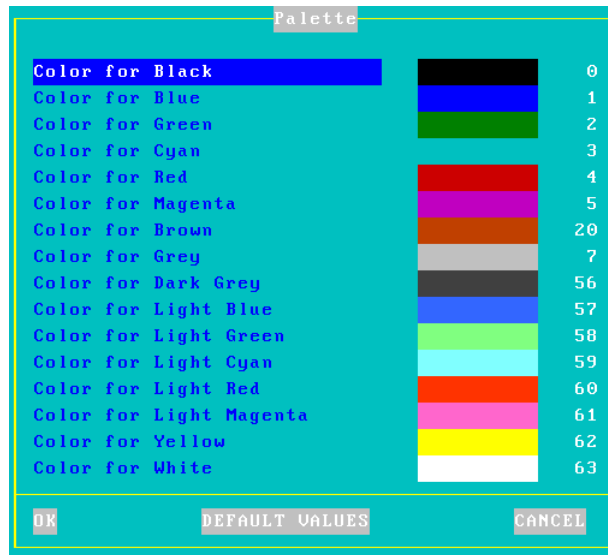 Palette
Color for Black 0
Color for Blue 1
Color for Green 2
Color for Cyan 3
Color for Red 4
Color for Magenta 5
Color for Brown 20
Color for Grey 7
Color for Dark Grey 56
Color for Light Blue 57
Color for Light Green 58
Color for Light Cyan 59
Color for Light Red 60
Color for Light Magenta 61
Color for Yellow 62
Color for White 63
OK DEFAULT VALUES CANCEL